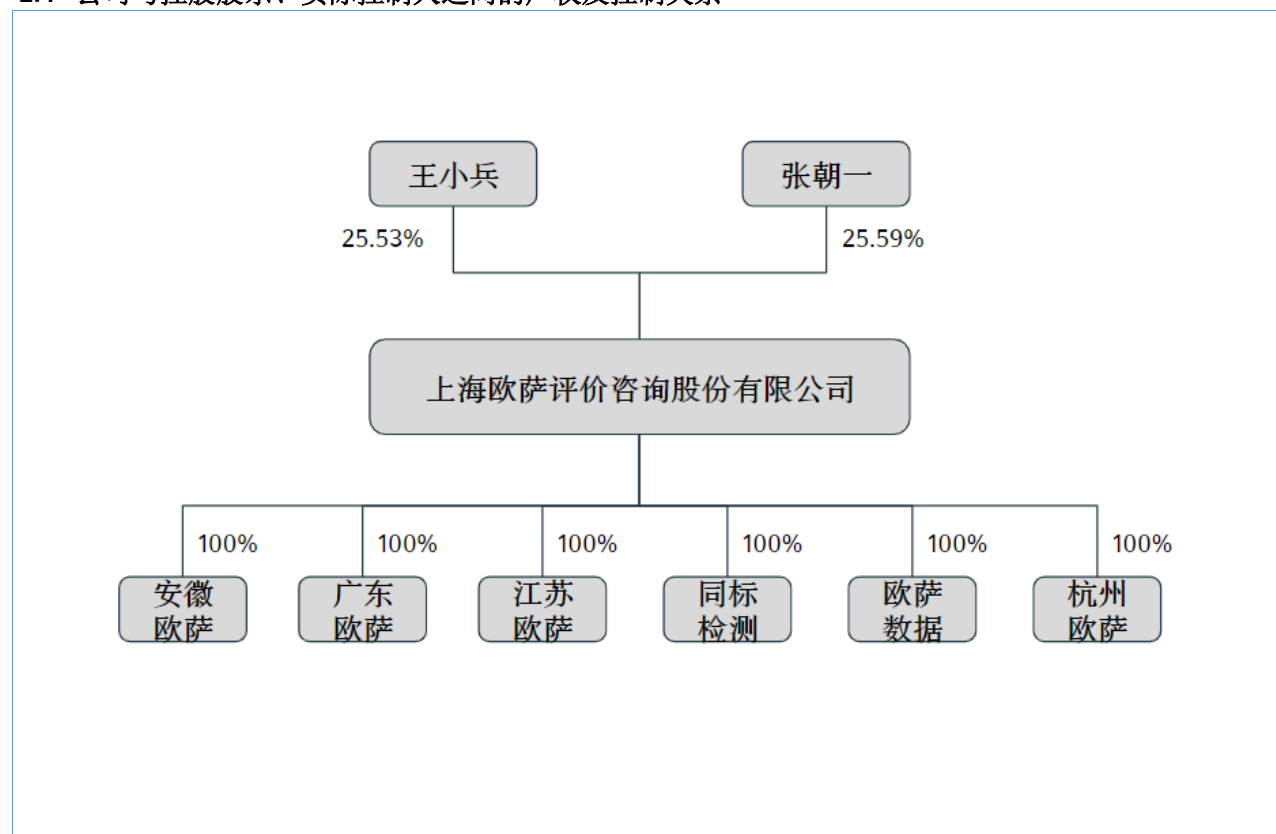 王小兵
张朝一
25.53%
25.59%
上海欧萨评价咨询股份有限公司
100%
100%
100%
100%
100%
100%
安徽
欧萨
广东
欧萨
江苏
欧萨
同标
检测
欧萨
数据
杭州
欧萨